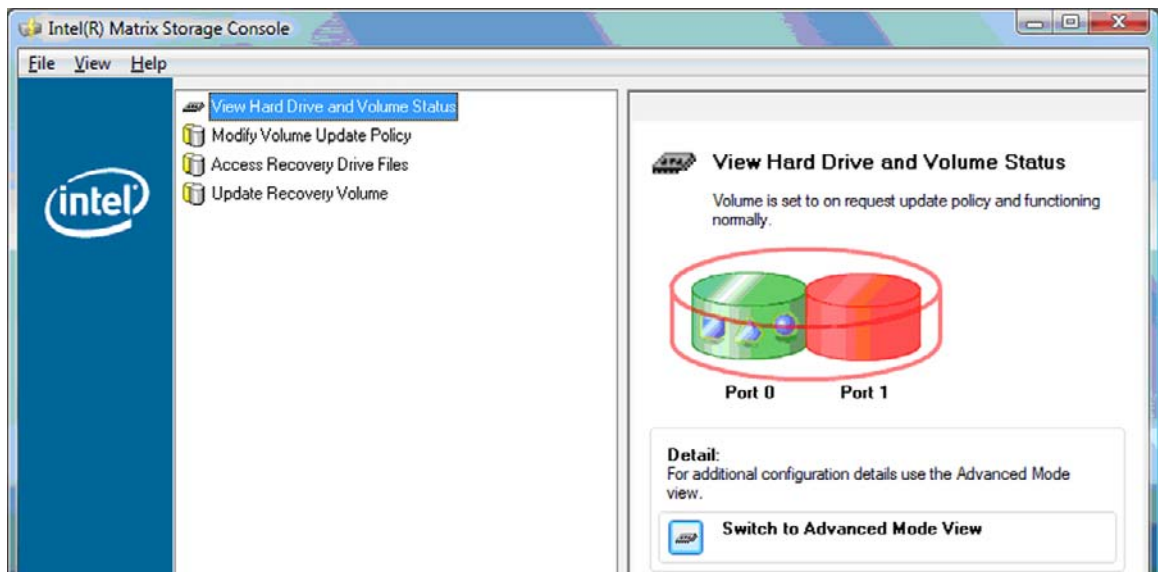 Intel(R) Matrix Storage Console
File View Help
View Hard Drive and Volume Status
Modify Volume Update Policy
Access Recovery Drive Files
Update Recovery Volume
intel
View Hard Drive and Volume Status
Volume is set to on request update policy and functioning
normally.
Port 0 Port 1
Detail:
For additional configuration details use the Advanced Mode
view.
Switch to Advanced Mode View